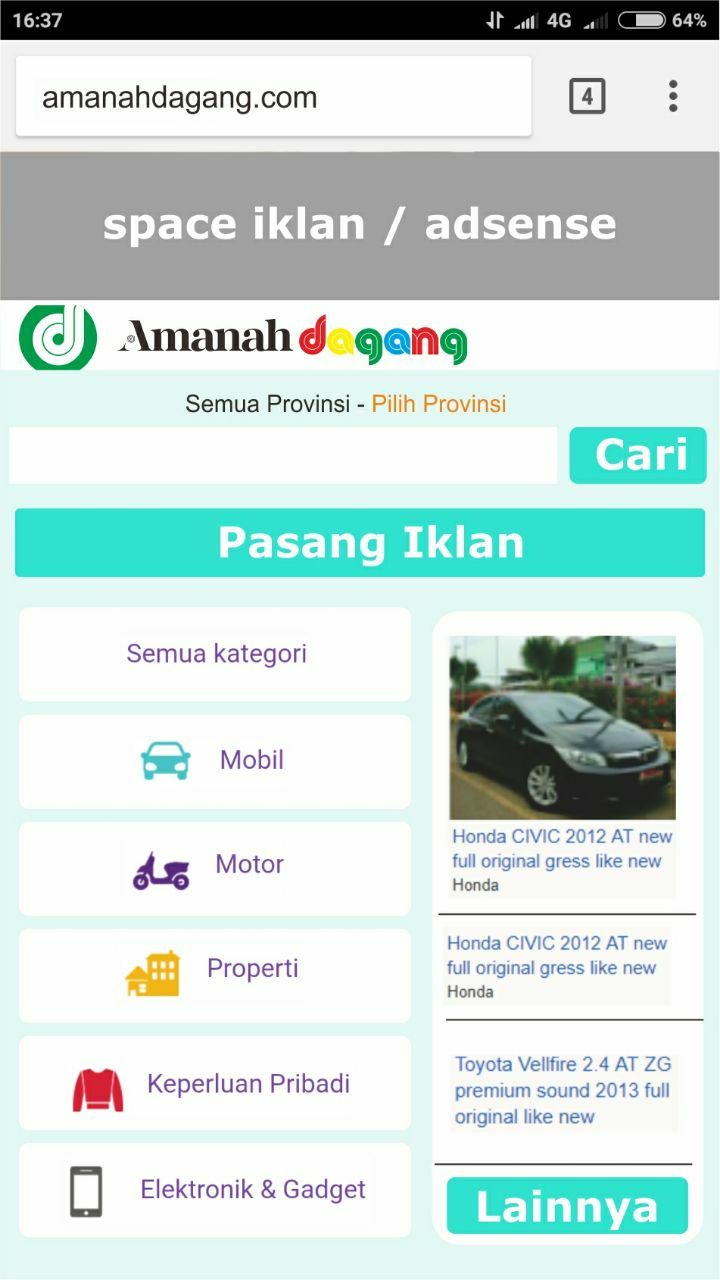 16:37 4G 64%
amanahdagang.com 4
space iklan / adsense
Amanah dagang
Semua Provinsi - Pilih Provinsi
Cari
Pasang Iklan
Semua kategori
Mobil
Motor
Properti
Keperluan Pribadi
Elektronik & Gadget
Honda CIVIC 2012 AT new
full original gress like new
Honda
Honda CIVIC 2012 AT new
full original gress like new
Honda
Toyota Vellfire 2.4 AT ZG
premium sound 2013 full
original like new
Lainnya